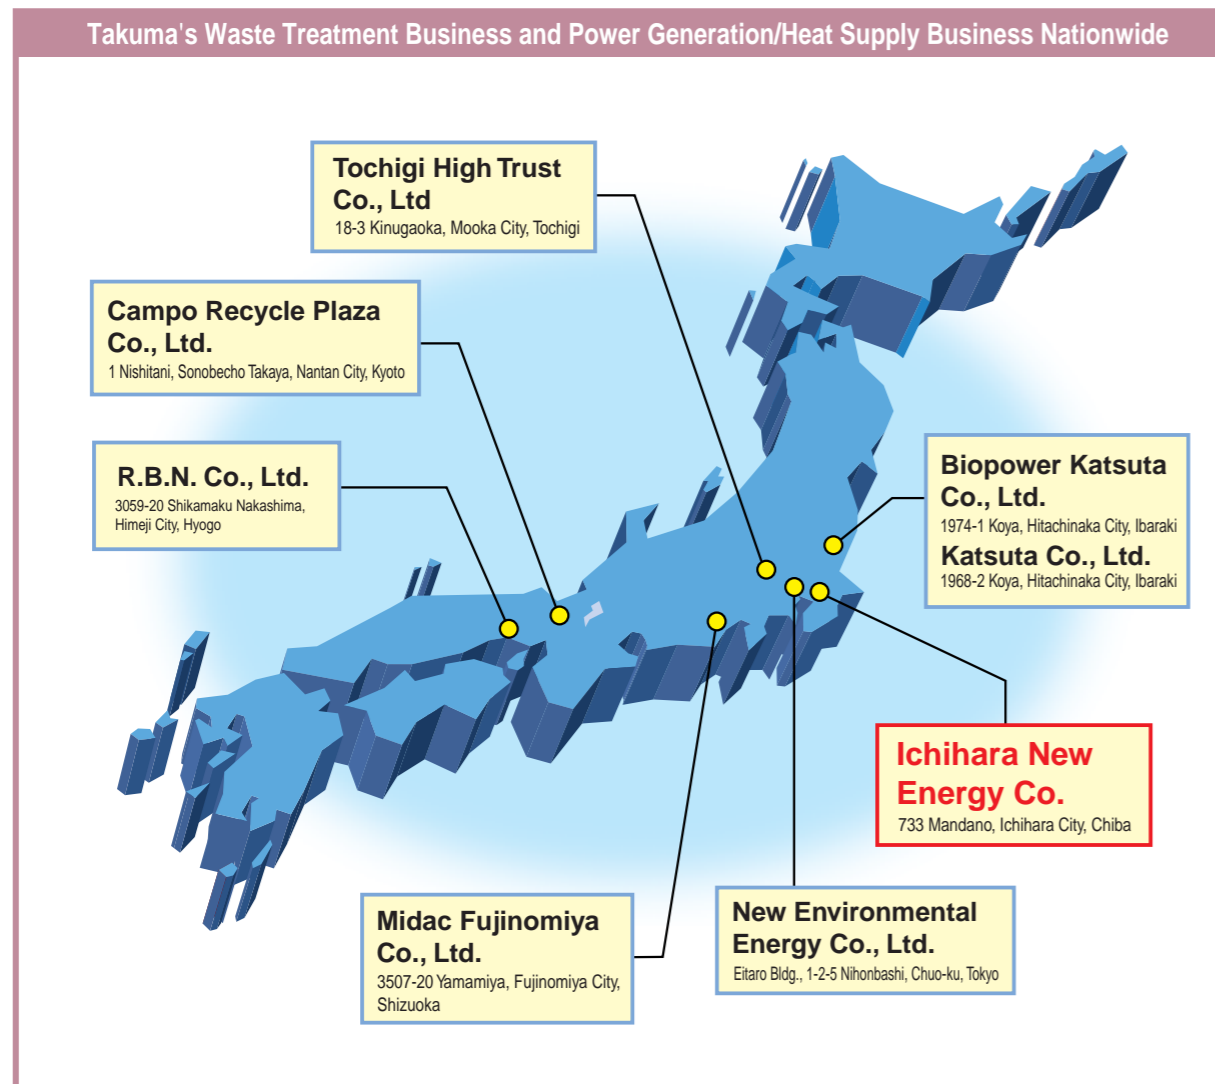 Takuma's Waste Treatment Business and Power Generation/Heat Supply Business Nationwide
Tochigi High Trust
Co., Ltd
18-3 Kinugaoka, Mooka City, Tochigi
Campo Recycle Plaza
Co., Ltd.
1 Nishitani, Sonobecho Takaya, Nantan City, Kyoto
R.B.N. Co., Ltd.
3059-20 Shikamaku Nakashima,
Himeji City, Hyogo
Biopower Katsuta
Co., Ltd.
1974-1 Koya, Hitachinaka City, Ibaraki
Katsuta Co., Ltd.
1968-2 Koya, Hitachinaka City, Ibaraki
Ichihara New
Energy Co.
733 Mandano, Ichihara City, Chiba
Midac Fujinomiya
Co., Ltd.
3507-20 Yamamiya, Fujinomiya City,
Shizuoka
New Environmental
Energy Co., Ltd.
Eitaro Bldg., 1-2-5 Nihonbashi, Chuo-ku, Tokyo